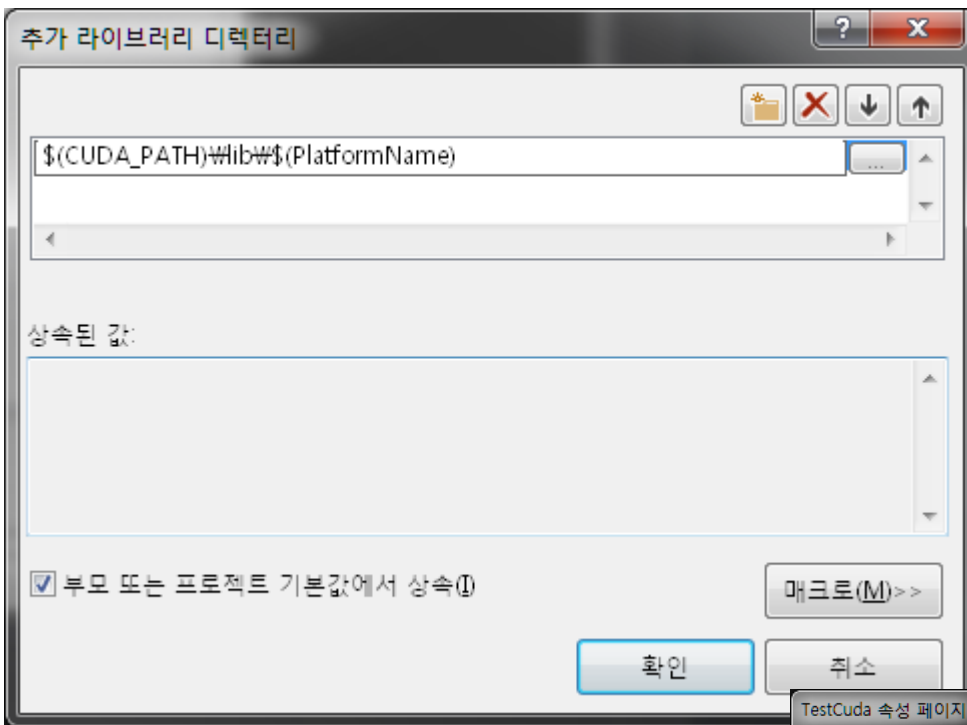 추가 라이브러리 디렉터리
?
$(CUDA_PATH)₩lib₩$(PlatformName)
...
상속된 값:
부모 또는 프로젝트 기본값에서 상속(I)
매크로(M)>>
확인
취소
TestCuda 속성 페이지